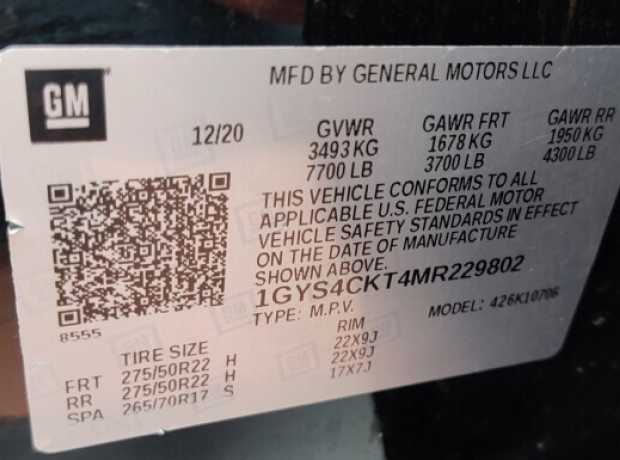 GM
MFD BY GENERAL MOTORS LLC
12/20 GVWR GAWR FRT GAWR RR
3493 KG 1678 KG 1950 KG
7700 LB 3700 LB 4300 LB
THIS VEHICLE CONFORMS TO ALL
APPLICABLE U.S. FEDERAL MOTOR
VEHICLE SAFETY STANDARDS IN EFFECT
ON THE DATE OF MANUFACTURE
SHOWN ABOVE.
1GYS4CKT4MR229802
TYPE: M.P.V. MODEL: 426K10706
8555
TIRE SIZE RIM
FRT 275/50R22 H 22X9J
RR 275/50R22 H 22X9J
SPA 265/70R17 S 17X7J